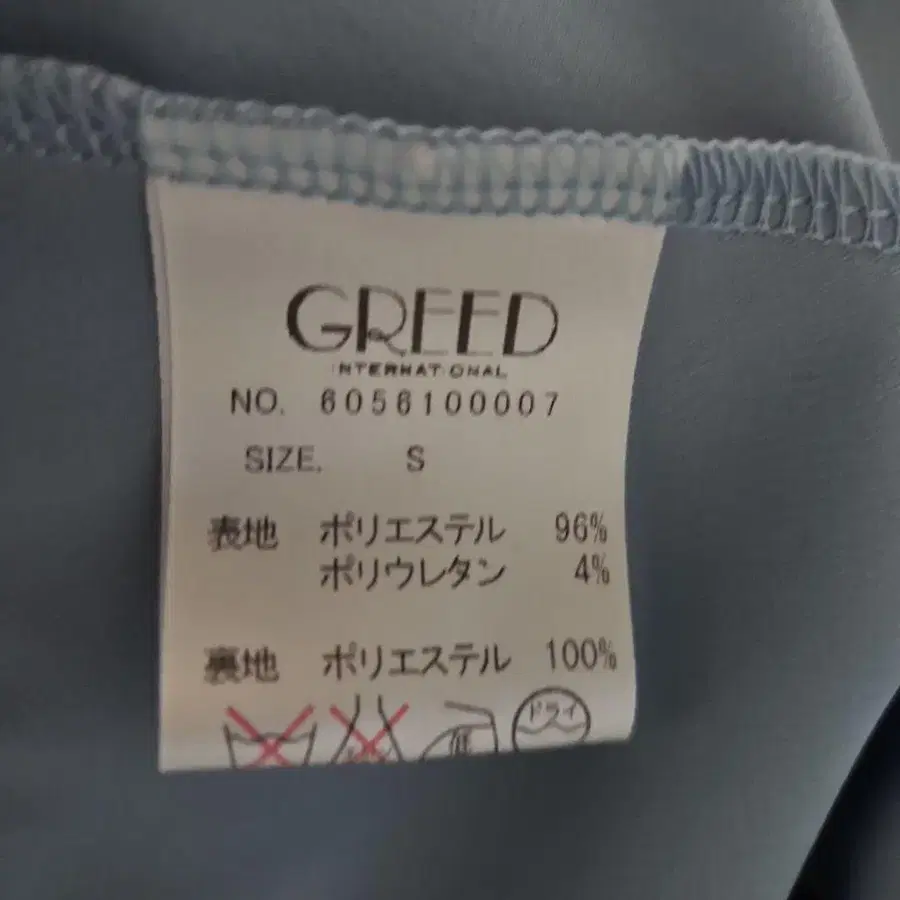 GREED
INTERNATIONAL
NO. 6056100007
SIZE. S
表地 ポリエステル 96%
ポリウレタン 4%
裏地 ポリエステル 100%
低 ドライ